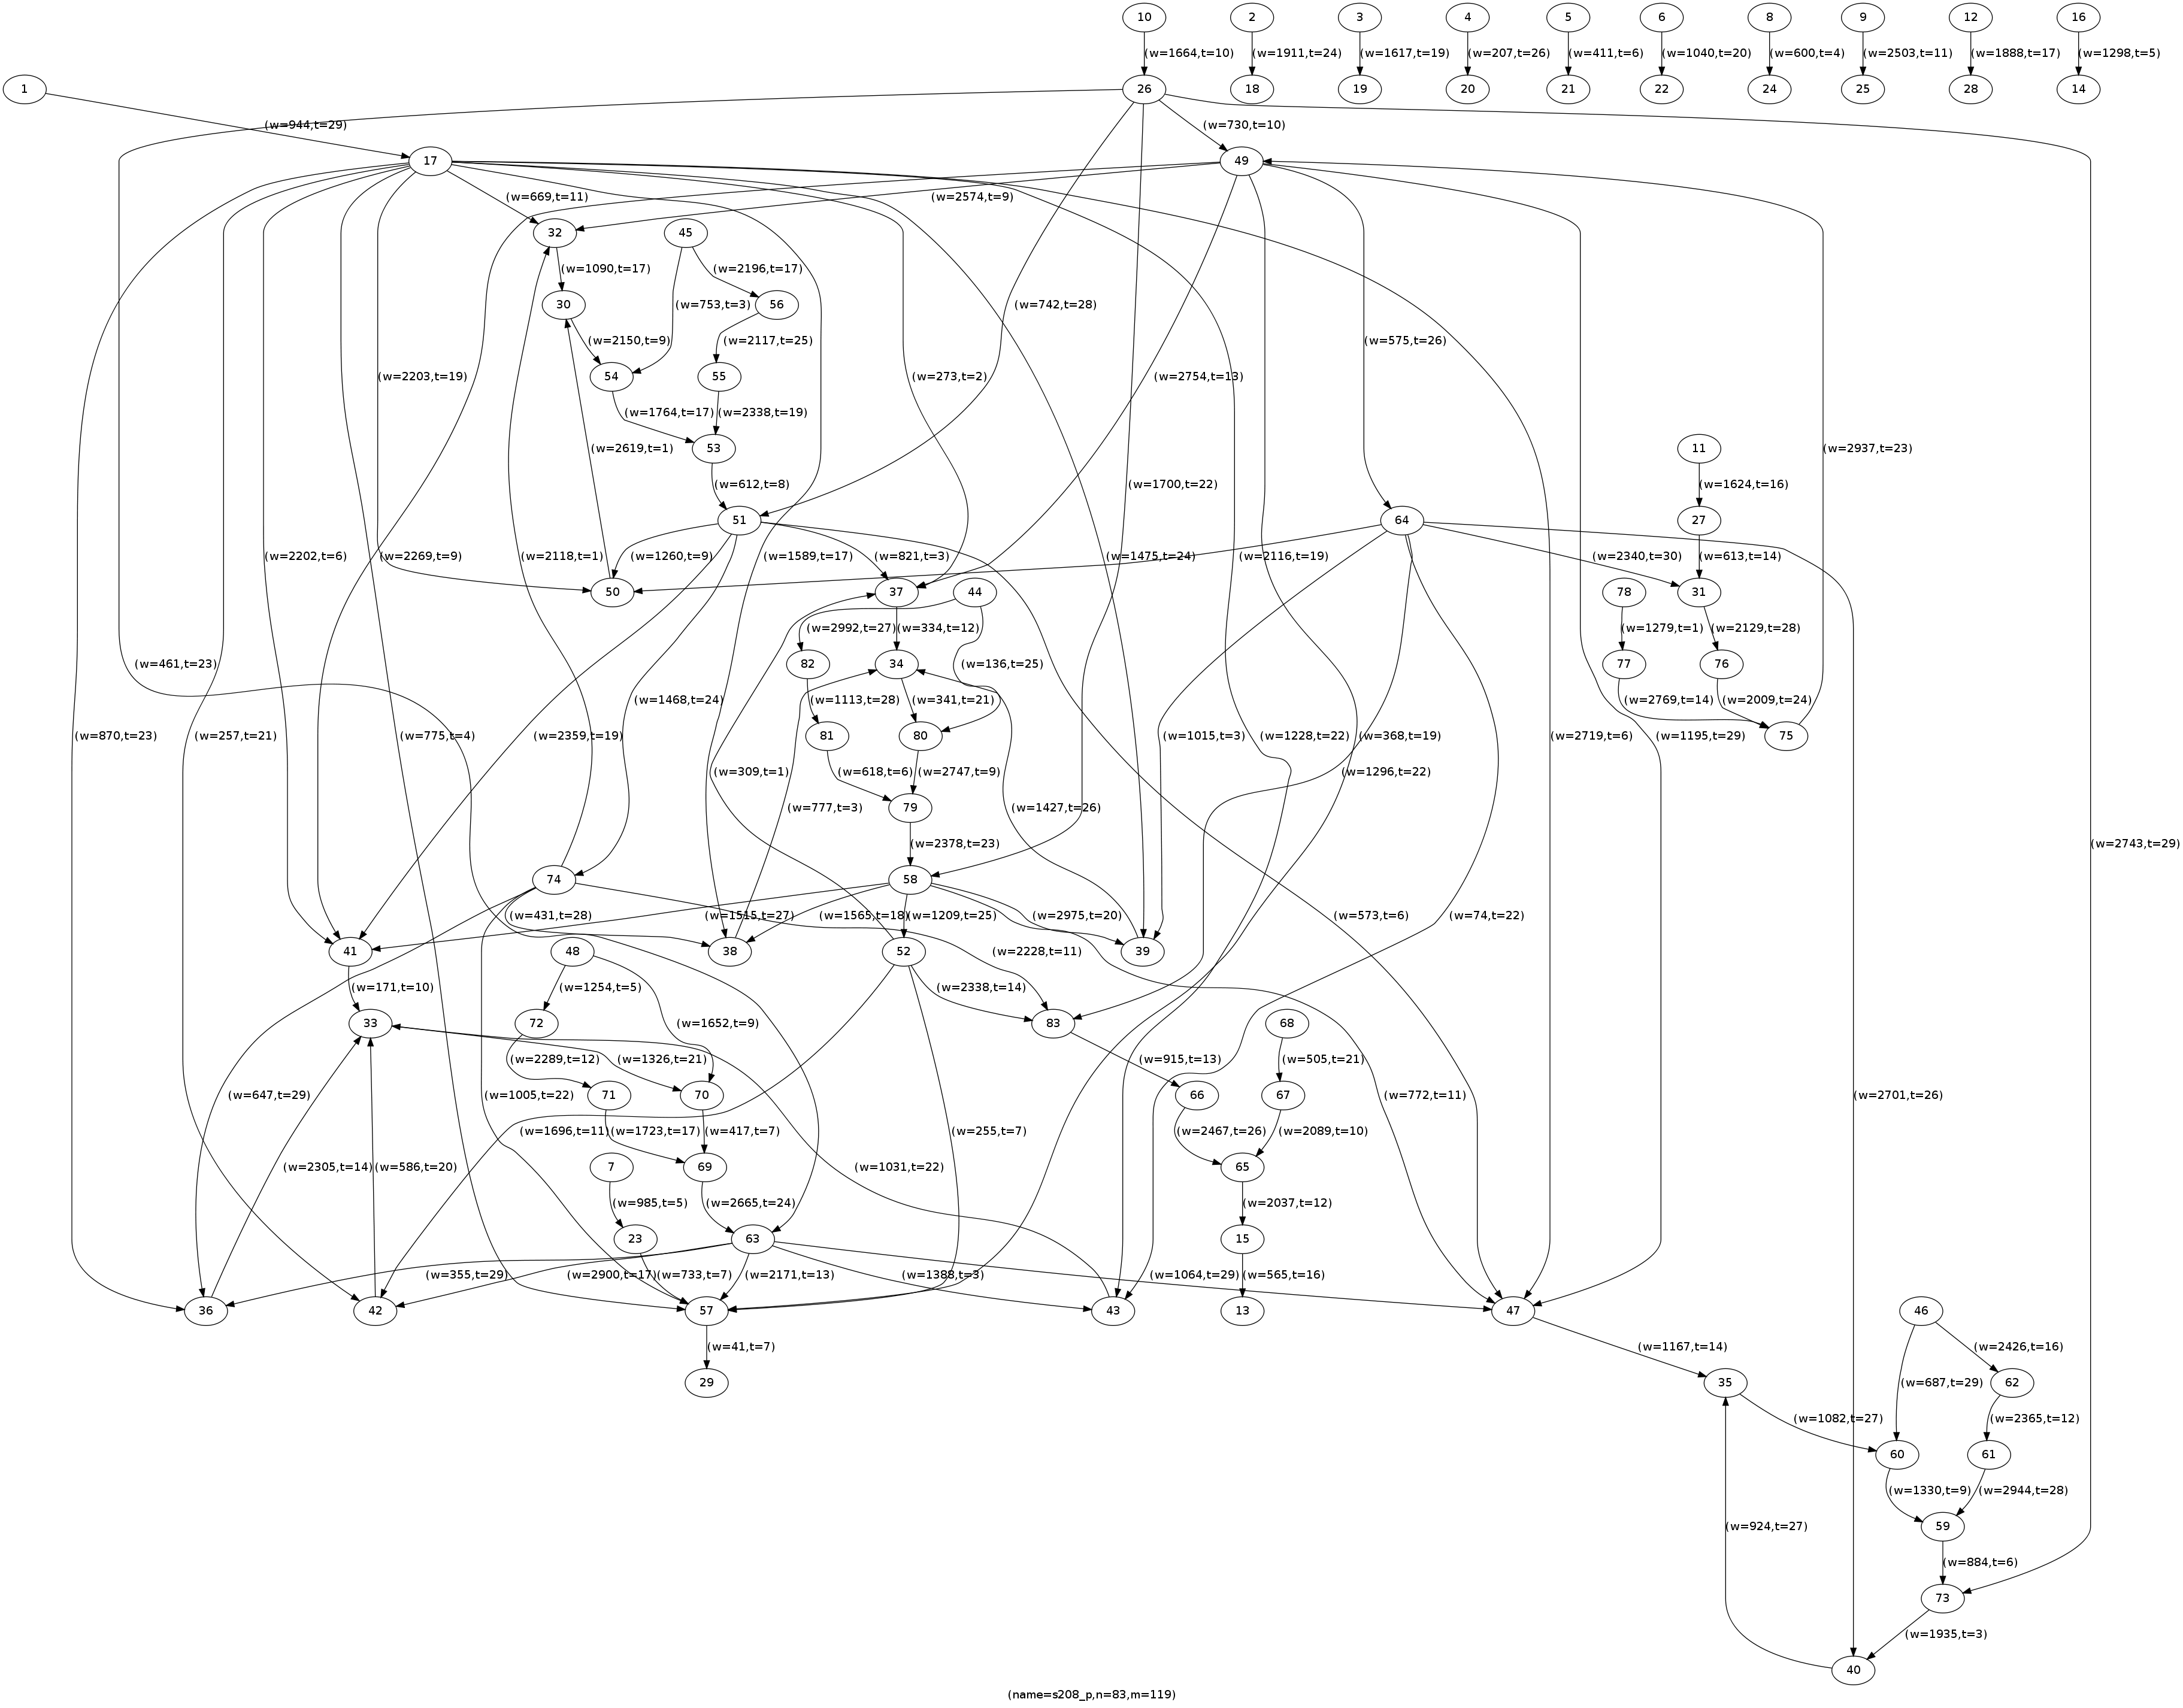 10 2 3 4 5 6 8 9 12 16
(w=1664,t=10) (w=1911,t=24) (w=1617,t=19) (w=207,t=26) (w=411,t=6) (w=1040,t=20) (w=600,t=4) (w=2503,t=11) (w=1888,t=17) (w=1298,t=5)
1 26 18 19 20 21 22 24 25 28 14
(w=944,t=29) (w=730,t=10)
17 49
(w=669,t=11) (w=2574,t=9)
32 45
(w=1090,t=17) (w=2196,t=17)
30 (w=753,t=3) 56 (w=742,t=28)
(w=2150,t=9) (w=2117,t=25) (w=575,t=26)
(w=2203,t=19) 54 55 (w=273,t=2) (w=2754,t=13)
(w=1764,t=17) (w=2338,t=19)
(w=2619,t=1) 53 11 (w=2937,t=23)
(w=612,t=8) (w=1700,t=22) (w=1624,t=16)
51 64 27
(w=2202,t=6) (w=2269,t=9) (w=2118,t=1) (w=1260,t=9) (w=1589,t=17) (w=821,t=3) (w=1475,t=24) (w=2116,t=19) (w=2340,t=30) (w=613,t=14)
50 37 44 78 31
(w=2992,t=27) (w=334,t=12) (w=1279,t=1) (w=2129,t=28)
(w=461,t=23) 82 34 (w=136,t=25) 77 76
(w=1468,t=24) (w=1113,t=28) (w=341,t=21) (w=2769,t=14) (w=2009,t=24)
(w=870,t=23) (w=257,t=21) (w=775,t=4) (w=2359,t=19) 81 80 (w=1015,t=3) (w=1228,t=22) (w=368,t=19) (w=2719,t=6) (w=1195,t=29) 75
(w=309,t=1) (w=618,t=6) (w=2747,t=9) (w=1296,t=22)
(w=777,t=3) 79 (w=1427,t=26)
(w=2378,t=23) (w=2743,t=29)
74 58
(w=431,t=28) (w=1515,t=27) (w=1565,t=18) (w=1209,t=25) (w=2975,t=20) (w=573,t=6) (w=74,t=22)
41 48 38 52 39 (w=2228,t=11)
(w=171,t=10) (w=1254,t=5) (w=2338,t=14)
33 72 (w=1652,t=9) 83 68
(w=2289,t=12) (w=1326,t=21) (w=915,t=13) (w=505,t=21)
(w=647,t=29) (w=1005,t=22) 71 70 66 67 (w=772,t=11) (w=2701,t=26)
(w=1696,t=11) (w=1723,t=17) (w=417,t=7) (w=255,t=7) (w=2467,t=26) (w=2089,t=10)
(w=2305,t=14) (w=586,t=20) 7 69 (w=1031,t=22) 65
(w=985,t=5) (w=2665,t=24) (w=2037,t=12)
23 63 15
(w=355,t=29) (w=2900,t=17) (w=733,t=7) (w=2171,t=13) (w=1388,t=3) (w=1064,t=29) (w=565,t=16)
36 42 57 43 13 47 46
(w=41,t=7) (w=1167,t=14) (w=2426,t=16)
29 35 (w=687,t=29) 62
(w=1082,t=27) (w=2365,t=12)
60 61
(w=1330,t=9) (w=2944,t=28)
(w=924,t=27) 59
(w=884,t=6)
73
(w=1935,t=3)
40
(name=s208_p,n=83,m=119)